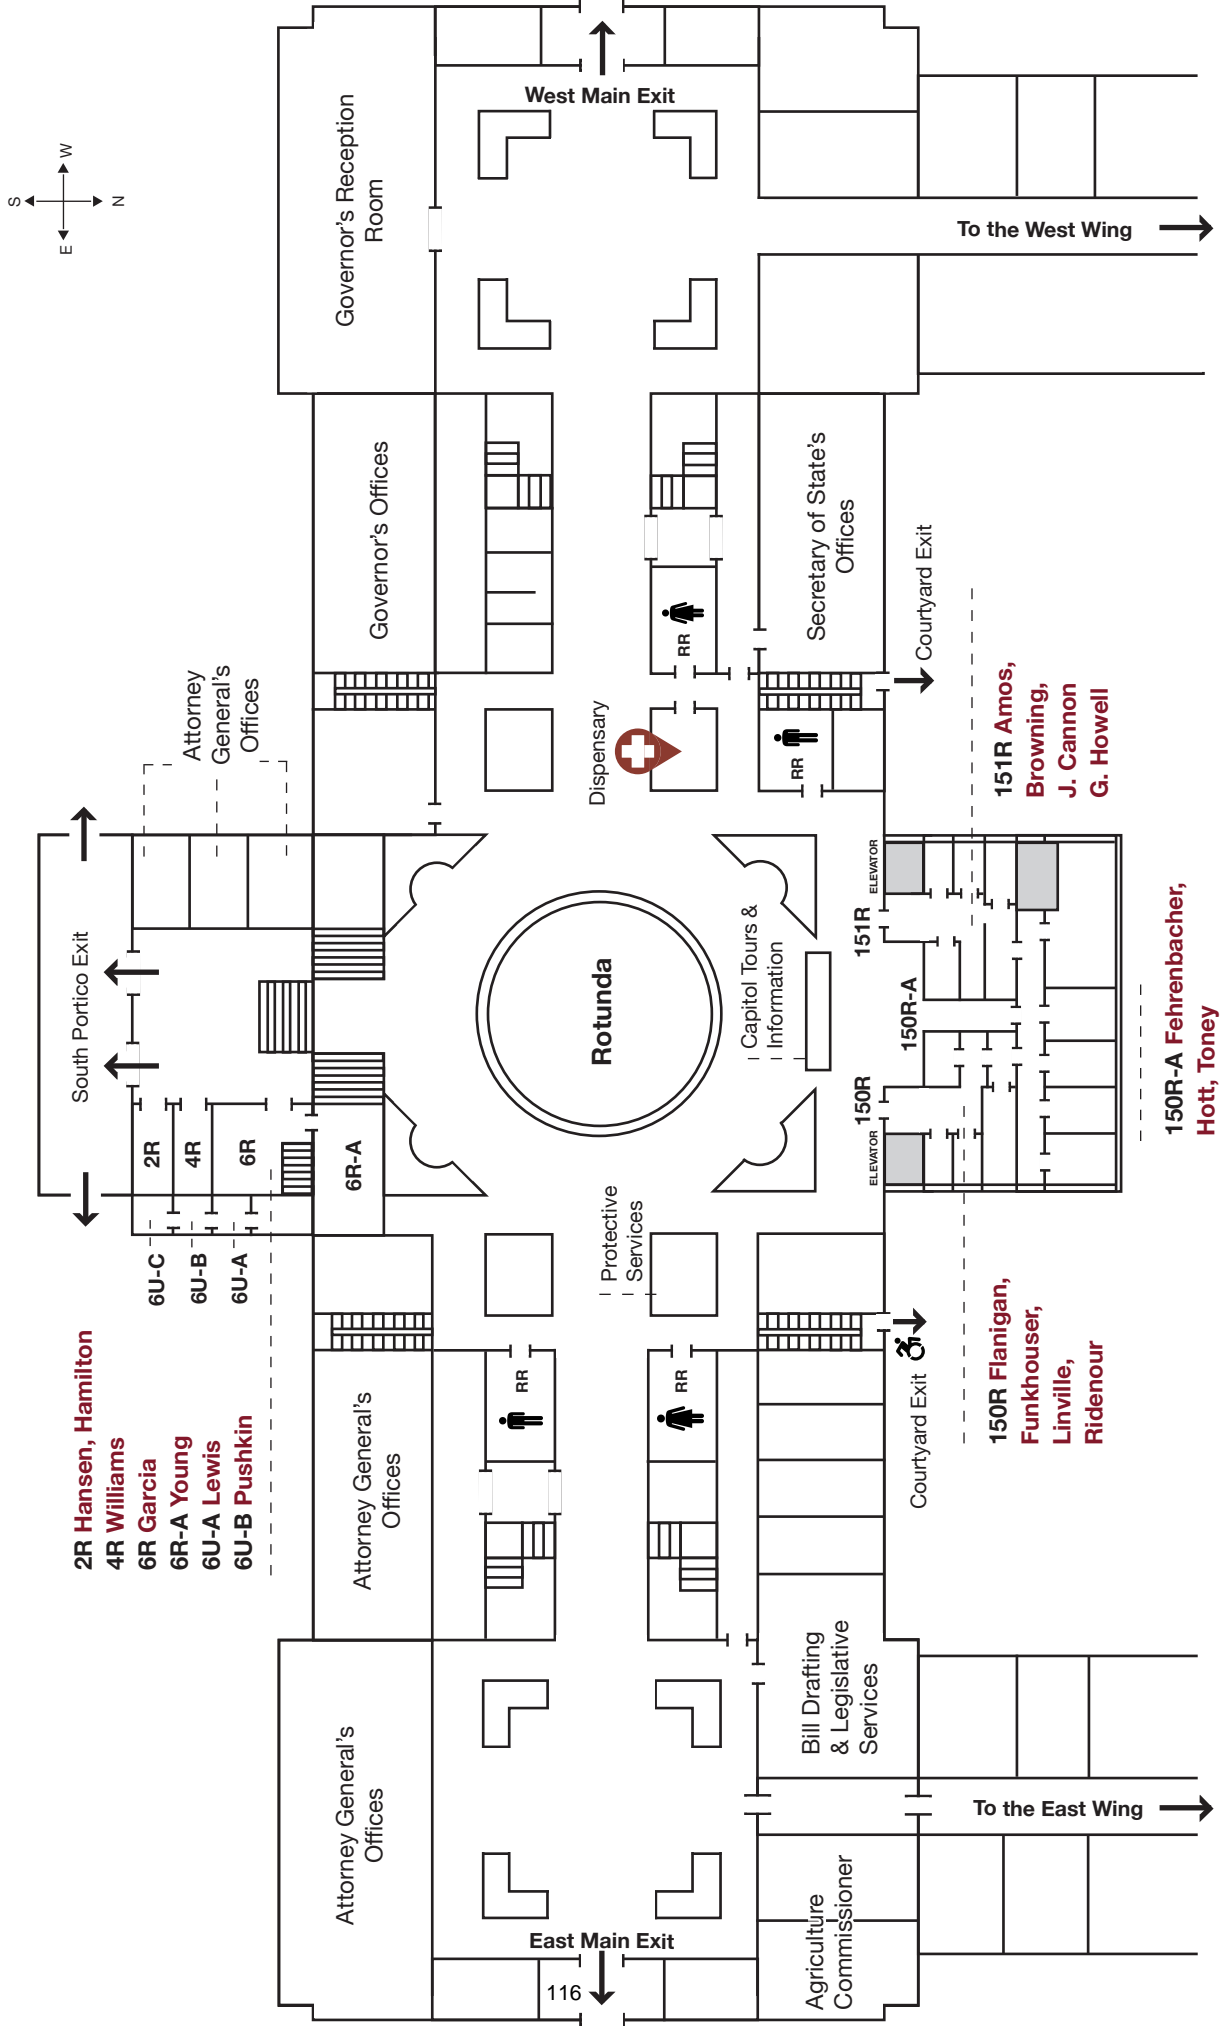 S
W
E
N
West Main Exit
Governor's Reception
Room
To the West Wing
Governor's Offices
Secretary of State's
Offices
Courtyard Exit
Attorney
General's
Offices
Dispensary
RR
RR
South Portico Exit
Rotunda
Capitol Tours &
Information
ELEVATOR
151R
150R-A
150R
ELEVATOR
151R Amos,
Browning,
J. Cannon
G. Howell
150R-A Fehrenbacher,
Hott, Toney
2R
4R
6R
6R-A
6U-C
6U-B
6U-A
Protective
Services
2R Hansen, Hamilton
4R Williams
6R Garcia
6R-A Young
6U-A Lewis
6U-B Pushkin
RR
RR
Courtyard Exit
150R Flanigan,
Funkhouser,
Linville,
Ridenour
Attorney General's
Offices
Attorney General's
Offices
Bill Drafting
& Legislative
Services
To the East Wing
Agriculture
Commissioner
East Main Exit
116